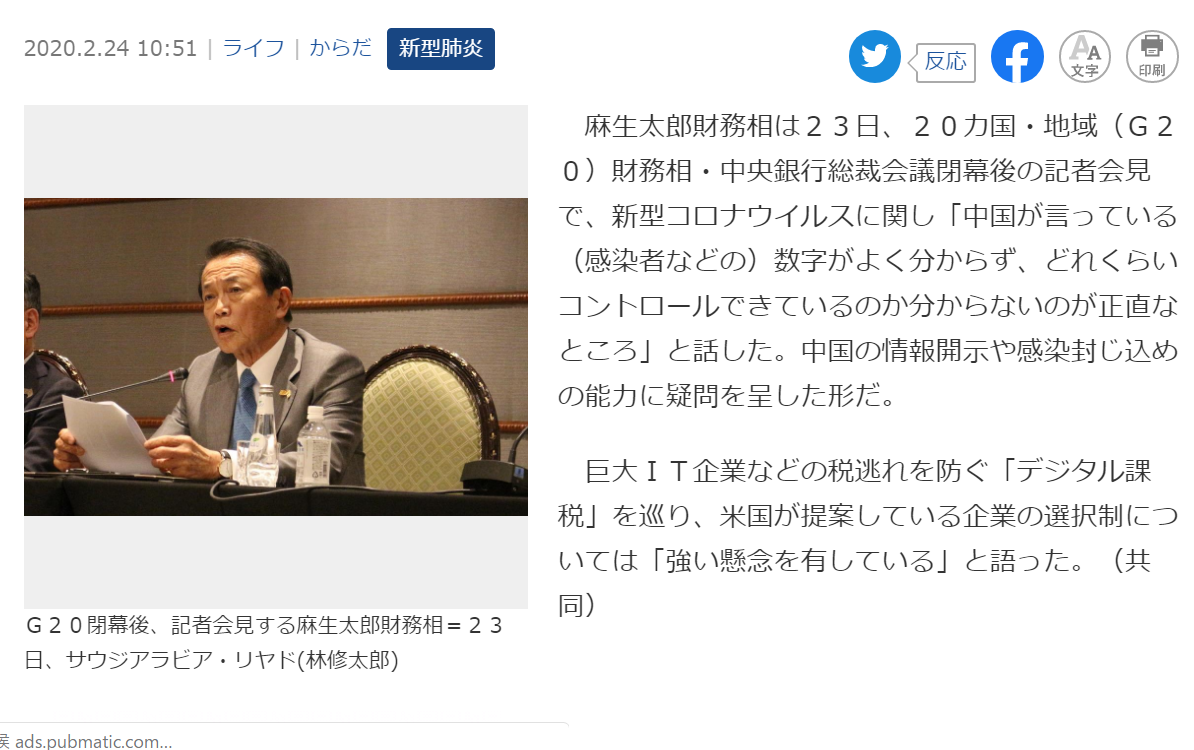 2020.2.24 10:51 | ライフ | からだ 新型肺炎
反応
文字
印刷
　麻生太郎財務相は２３日、２０カ国・地域（Ｇ２
０）財務相・中央銀行総裁会議閉幕後の記者会見
で、新型コロナウイルスに関し「中国が言っている
（感染者などの）数字がよく分からず、どれくらい
コントロールできているのか分からないのが正直な
ところ」と話した。中国の情報開示や感染封じ込め
の能力に疑問を呈した形だ。
　巨大ＩＴ企業などの税逃れを防ぐ「デジタル課
税」を巡り、米国が提案している企業の選択制につ
いては「強い懸念を有している」と語った。（共
同）
Ｇ２０閉幕後、記者会見する麻生太郎財務相＝２３
日、サウジアラビア・リヤド(林修太郎)
ads.pubmatic.com...